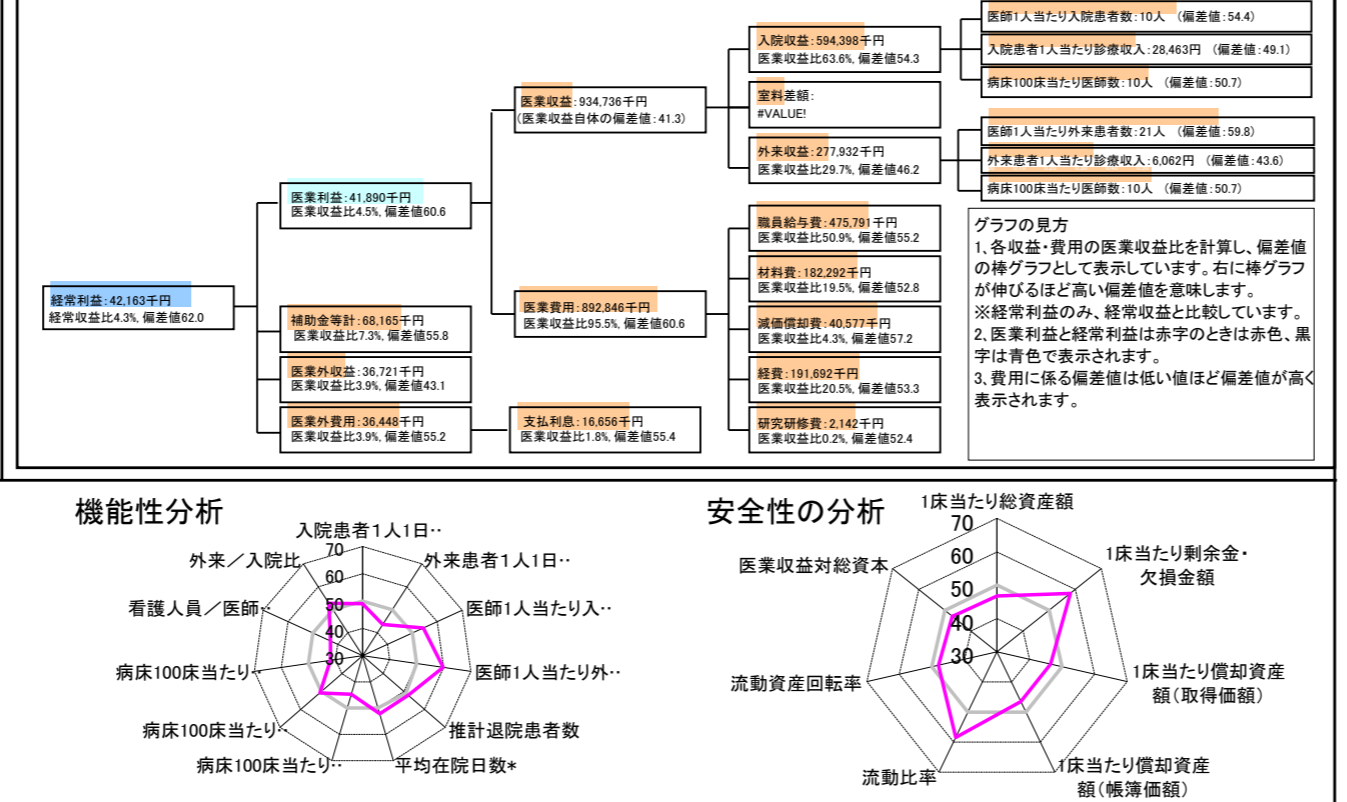 医師1人当たり入院患者数:10人 (偏差値:54.4)
入院収益:594,398千円
医業収益比63.6%, 偏差値54.3
入院患者1人当たり診療収入:28,463円 (偏差値:49.1)
病床100床当たり医師数:10人 (偏差値:50.7)
医業収益:934,736千円
(医業収益自体の偏差値:41.3)
室料差額:
#VALUE!
医師1人当たり外来患者数:21人 (偏差値:59.8)
外来収益:277,932千円
医業収益比29.7%, 偏差値46.2
外来患者1人当たり診療収入:6,062円 (偏差値:43.6)
病床100床当たり医師数:10人 (偏差値:50.7)
医業利益:41,890千円
医業収益比4.5%, 偏差値60.6
職員給与費:475,791千円
医業収益比50.9%, 偏差値55.2
材料費:182,292千円
医業収益比19.5%, 偏差値52.8
経常利益:42,163千円
経常収益比4.3%, 偏差値62.0
医業費用:892,846千円
医業収益比95.5%, 偏差値60.6
補助金等計:68,165千円
医業収益比7.3%, 偏差値55.8
減価償却費:40,577千円
医業収益比4.3%, 偏差値57.2
医業外収益:36,721千円
医業収益比3.9%, 偏差値43.1
経費:191,692千円
医業収益比20.5%, 偏差値53.3
医業外費用:36,448千円
医業収益比3.9%, 偏差値55.2
支払利息:16,656千円
医業収益比1.8%, 偏差値55.4
研究研修費:2,142千円
医業収益比0.2%, 偏差値52.4
グラフの見方
1、各収益・費用の医業収益比を計算し、偏差値
の棒グラフとして表示しています。右に棒グラフ
が伸びるほど高い偏差値を意味します。
※経常利益のみ、経常収益と比較しています。
2、医業利益と経常利益は赤字のときは赤色、黒
字は青色で表示されます。
3、費用に係る偏差値は低い値ほど偏差値が高く
表示されます。
機能性分析
入院患者1人1日‥
外来患者1人1日‥
医師1人当たり入‥
医師1人当たり外‥
推計退院患者数
平均在院日数*
病床100床当たり‥
病床100床当たり‥
病床100床当たり‥
看護人員/医師‥
外来/入院比
70
60
50
40
30
安全性の分析
1床当たり総資産額
1床当たり剰余金・
欠損金額
1床当たり償却資産
額(取得価額)
1床当たり償却資産
額(帳簿価額)
流動比率
流動資産回転率
医業収益対総資本
70
60
50
40
30